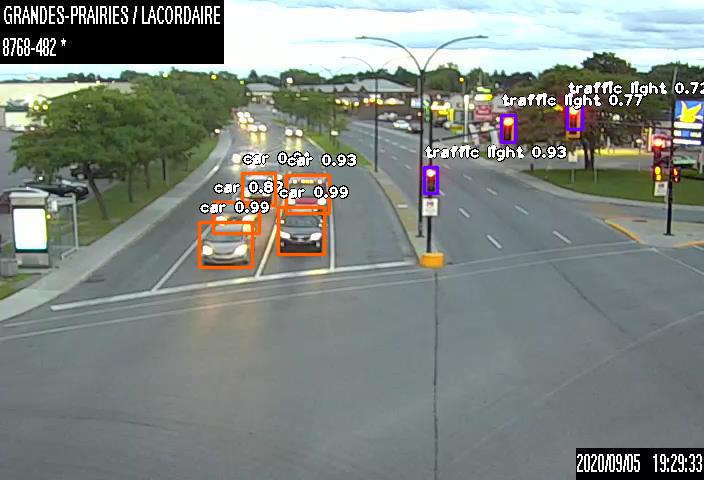 GRANDES-PRAIRIES / LACORDAIRE
8768-482 *
traffic light 0.72
traffic light 0.77
traffic light 0.93
car 0.93
car 0.87
car 0.99
car 0.99
2020/09/05 19:29:33